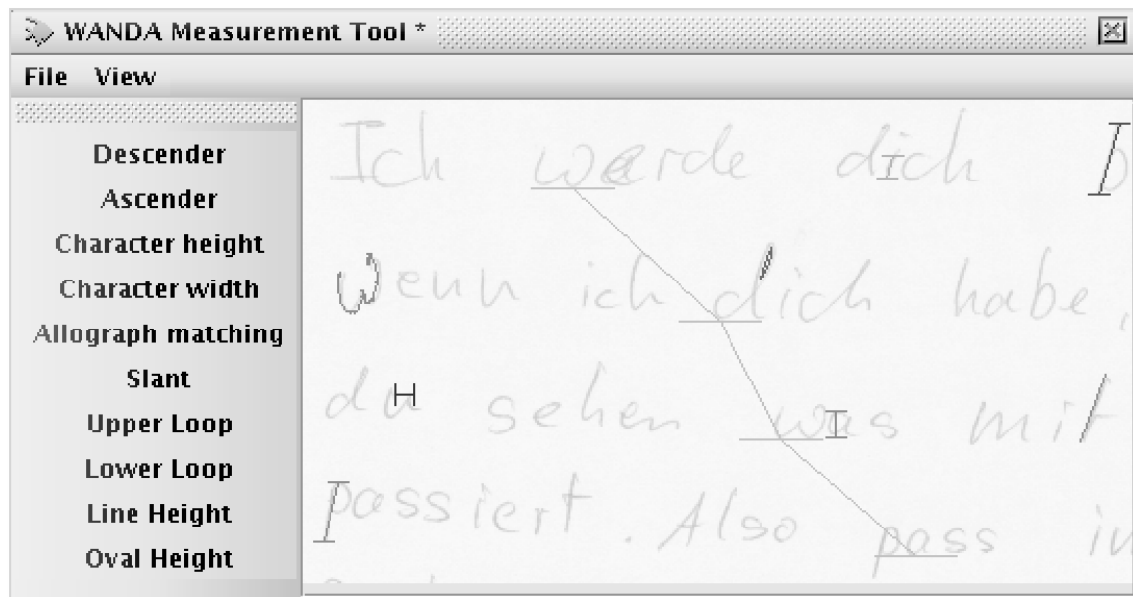 WANDA Measurement Tool *
File View
Descender
Ascender
Character height
Character width
Allograph matching
Slant
Upper Loop
Lower Loop
Line Height
Oval Height
Ich werde dich
Wenn ich dich habe,
du sehen was mit
passiert. Also pass